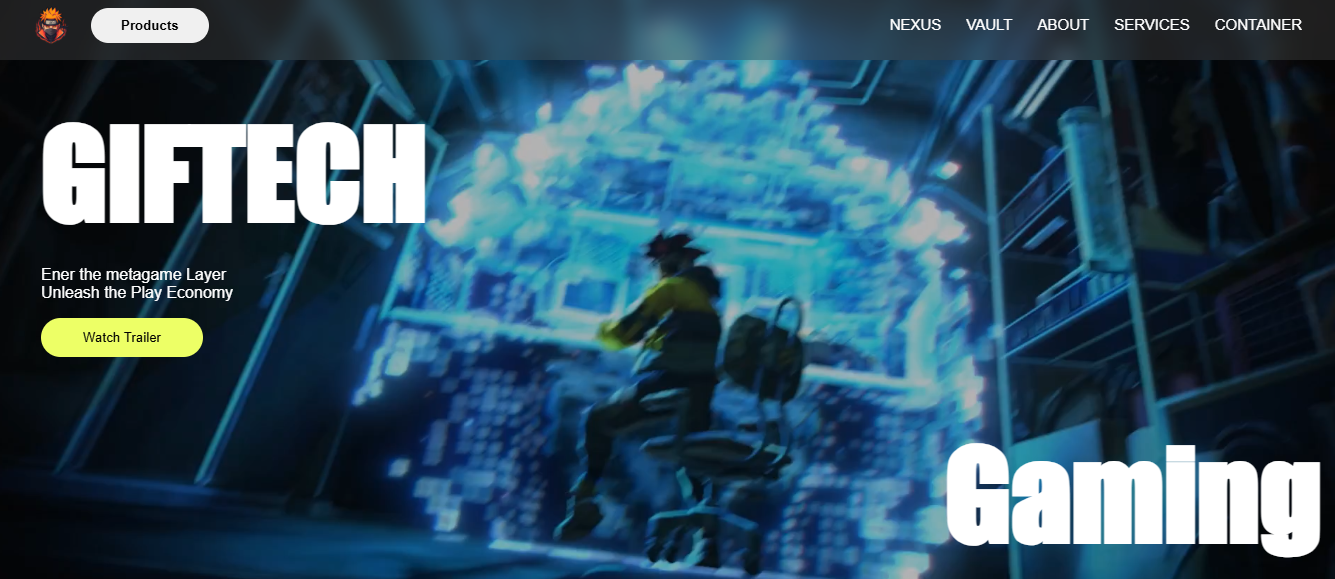 Products
NEXUS VAULT ABOUT SERVICES CONTAINER
GIFTECH
Ener the metagame Layer
Unleash the Play Economy
Watch Trailer
Gaming